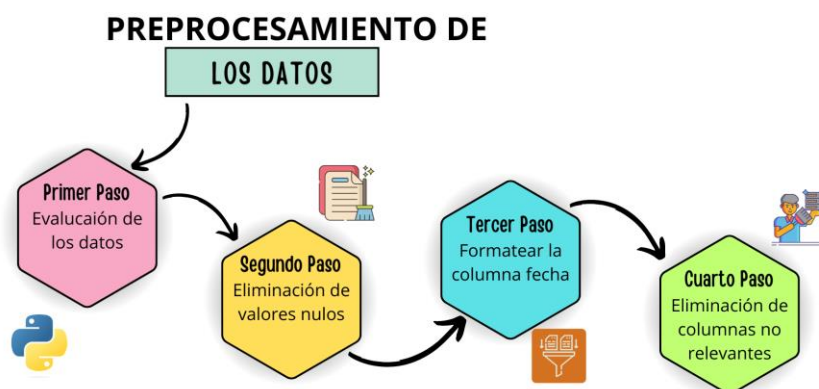 PREPROCESAMIENTO DE
LOS DATOS
Primer Paso
Evalucaión de
los datos
Segundo Paso
Eliminación de
valores nulos
Tercer Paso
Formatear la
columna fecha
Cuarto Paso
Eliminación de
columnas no
relevantes